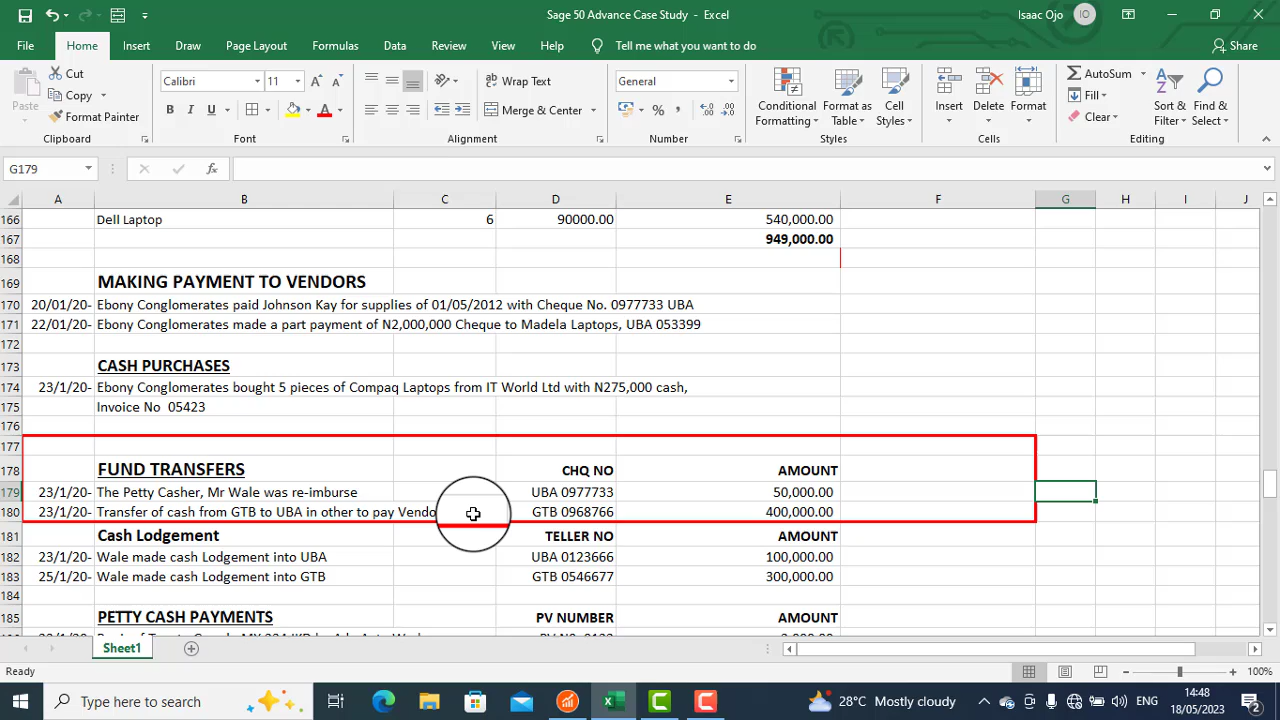 Sage 50 Advance Case Study - Excel
Isaac Ojo
IO
File Home Insert Draw Page Layout Formulas Data Review View Help Tell me what you want to do Share
Paste
Cut
Copy
Format Painter
Clipboard
Calibri 11
B I U
Font
Wrap Text
Merge & Center
Alignment
General
Number
Conditional Formatting
Format as Table
Cell Styles
Styles
Insert
Delete
Format
Cells
AutoSum
Fill
Clear
Sort & Filter
Find & Select
Editing
G179
fx
A B C D E F G H I J
166 Dell Laptop 6 90000.00 540,000.00
167 949,000.00
168
169 MAKING PAYMENT TO VENDORS
170 20/01/20- Ebony Conglomerates paid Johnson Kay for supplies of 01/05/2012 with Cheque No. 0977733 UBA
171 22/01/20- Ebony Conglomerates made a part payment of N2,000,000 Cheque to Madela Laptops, UBA 053399
172
173 CASH PURCHASES
174 23/1/20- Ebony Conglomerates bought 5 pieces of Compaq Laptops from IT World Ltd with N275,000 cash,
175 Invoice No 05423
176
177
178 FUND TRANSFERS CHQ NO AMOUNT
179 23/1/20- The Petty Casher, Mr Wale was re-imburse UBA 0977733 50,000.00
180 23/1/20- Transfer of cash from GTB to UBA in other to pay Vendo GTB 0968766 400,000.00
181 Cash Lodgement TELLER NO AMOUNT
182 23/1/20- Wale made cash Lodgement into UBA UBA 0123666 100,000.00
183 25/1/20- Wale made cash Lodgement into GTB GTB 0546677 300,000.00
184
185 PETTY CASH PAYMENTS PV NUMBER AMOUNT
Sheet1
Ready
100%
Type here to search
28°C Mostly cloudy
ENG
14:48
18/05/2023
2